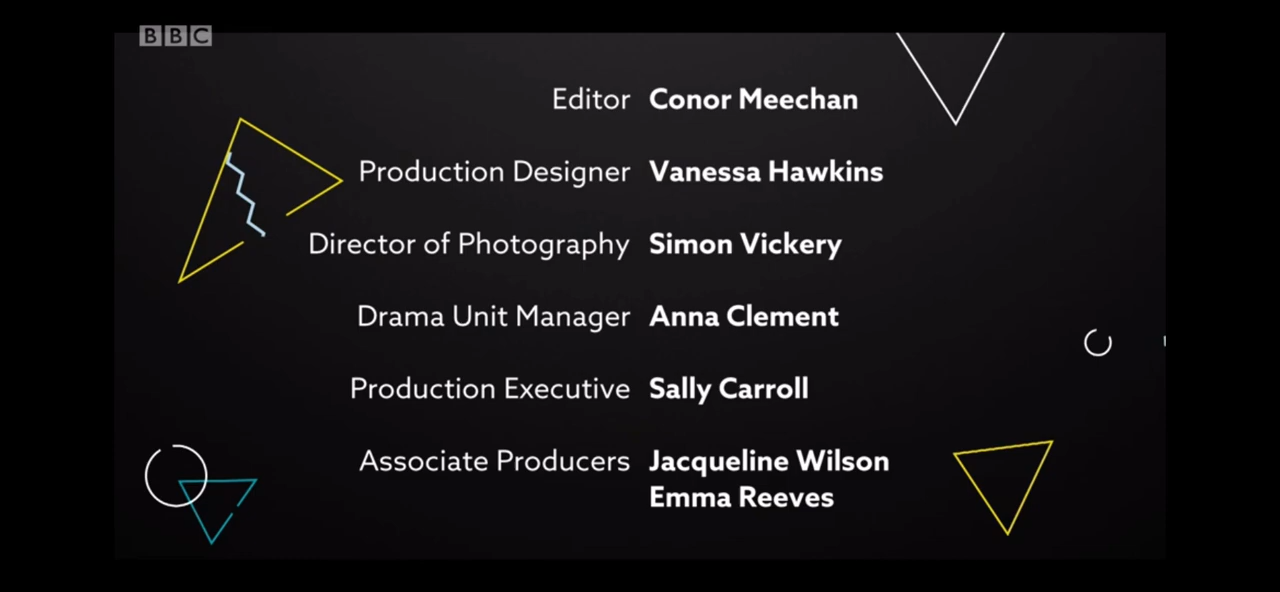 BBC
Editor Conor Meechan
Production Designer Vanessa Hawkins
Director of Photography Simon Vickery
Drama Unit Manager Anna Clement
Production Executive Sally Carroll
Associate Producers Jacqueline Wilson
Emma Reeves